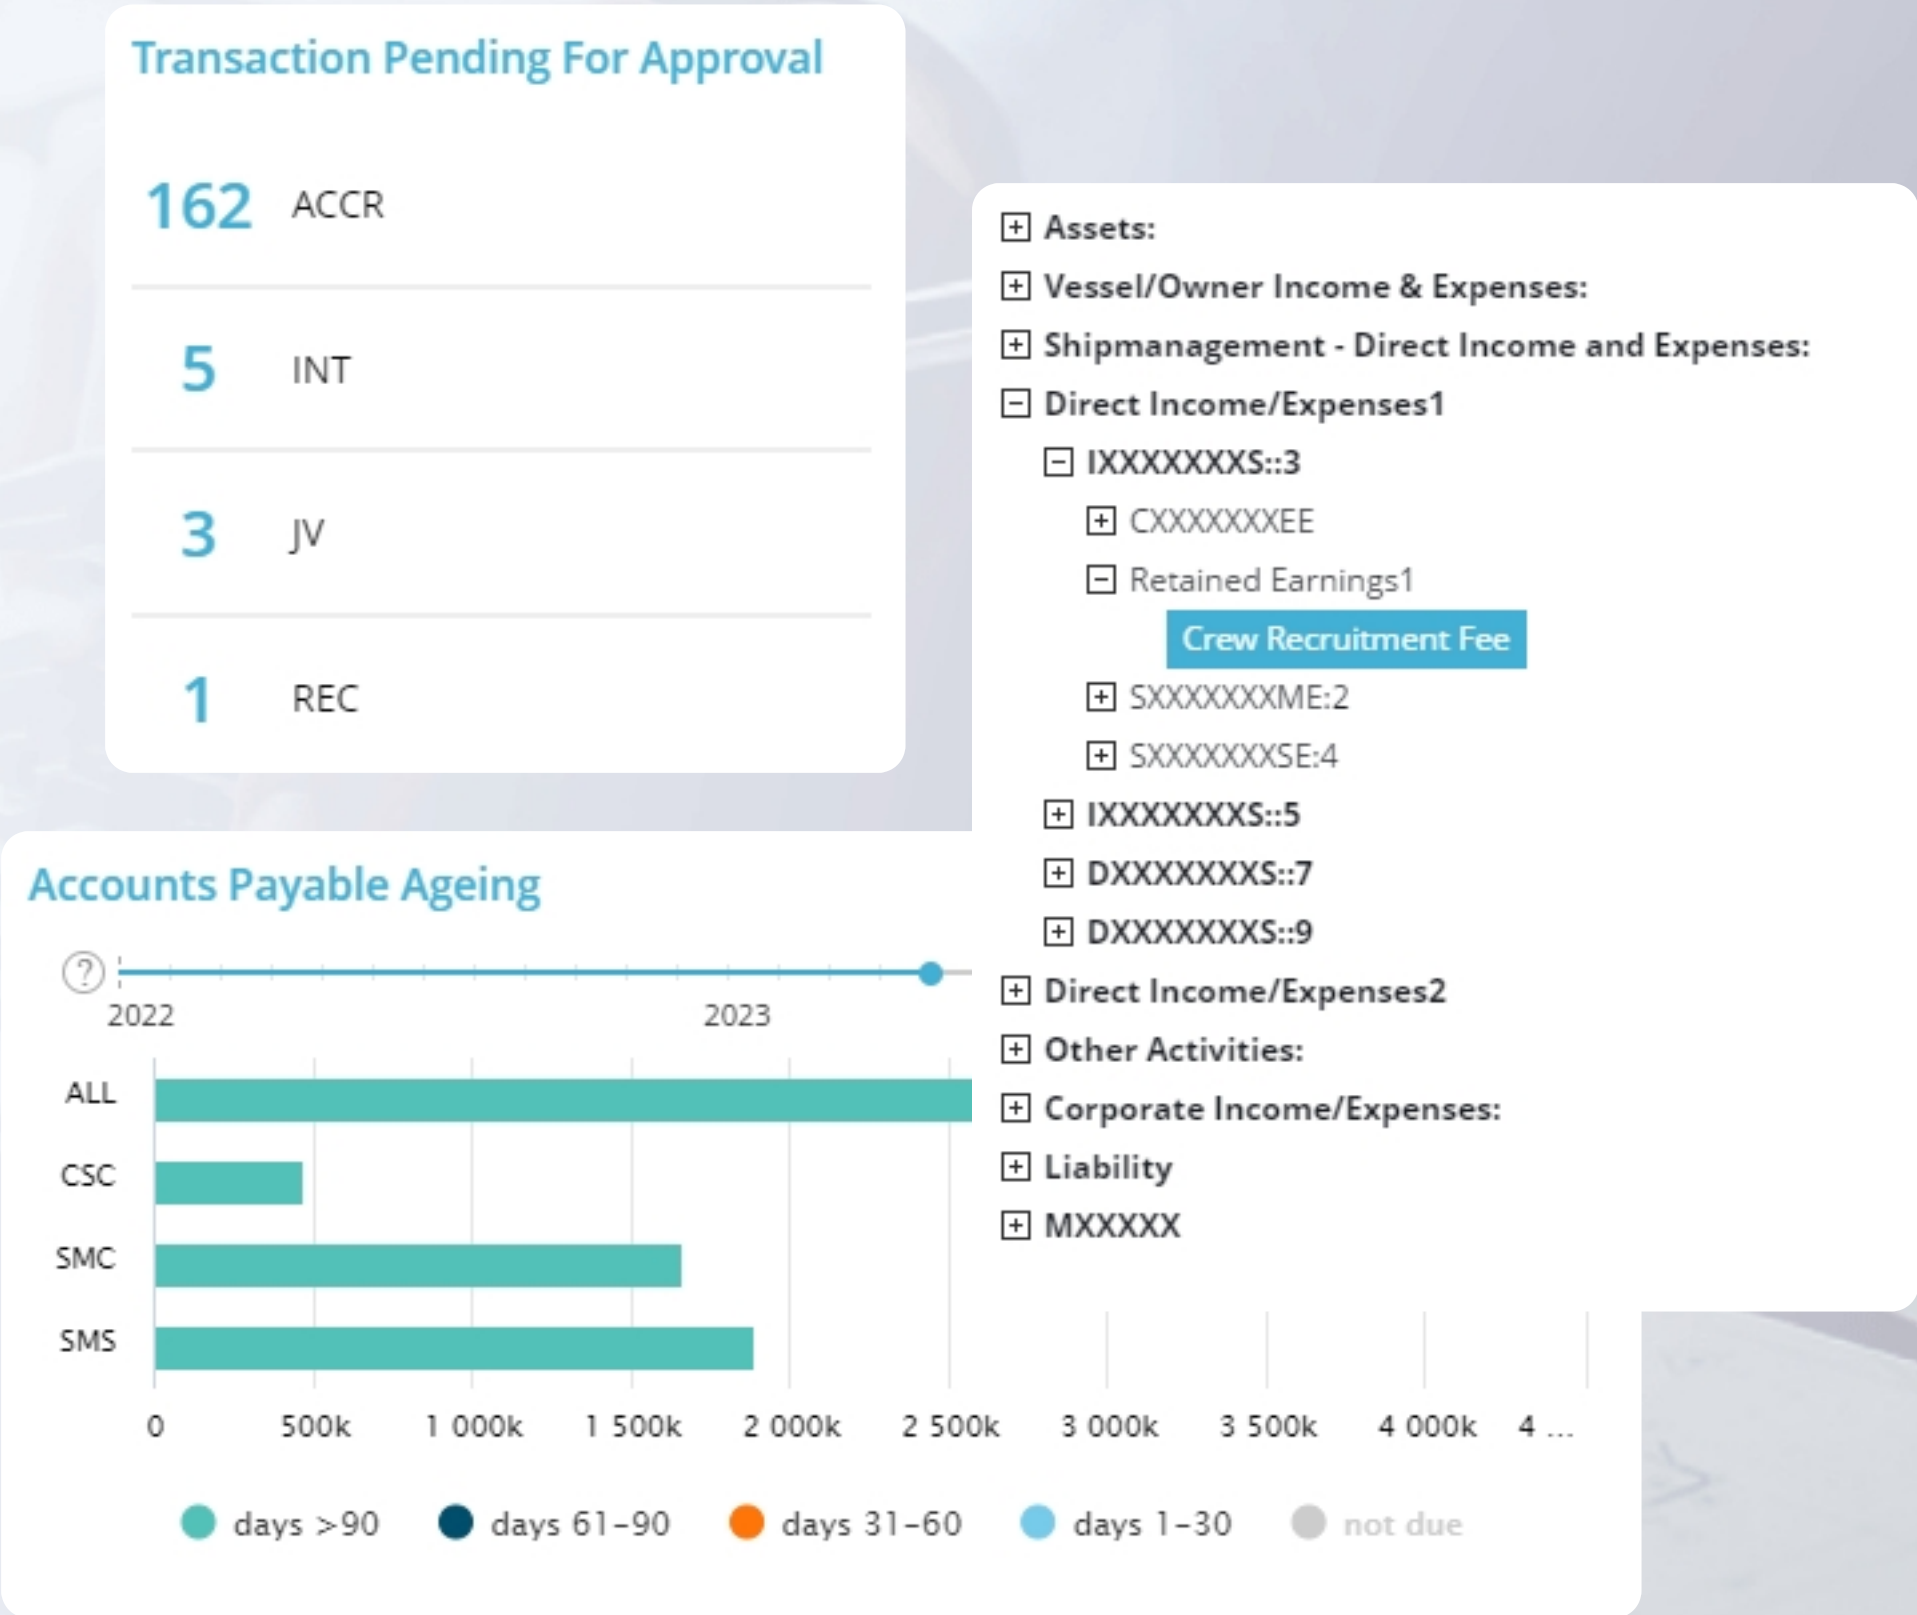 Transaction Pending For Approval
162 ACCR
5 INT
3 JV
1 REC
Assets:
Vessel/Owner Income & Expenses:
Shipmanagement - Direct Income and Expenses:
Direct Income/Expenses1
IXXXXXXXS::3
CXXXXXXXEE
Retained Earnings1
Crew Recruitment Fee
SXXXXXXXME:2
SXXXXXXXSE:4
IXXXXXXXS::5
DXXXXXXXS::7
DXXXXXXXS::9
Direct Income/Expenses2
Other Activities:
Corporate Income/Expenses:
Liability
MXXXXX
Accounts Payable Ageing
?
2022 2023
ALL
CSC
SMC
SMS
0 500k 1 000k 1 500k 2 000k 2 500k 3 000k 3 500k 4 000k 4 ...
days >90 days 61-90 days 31-60 days 1-30 not due